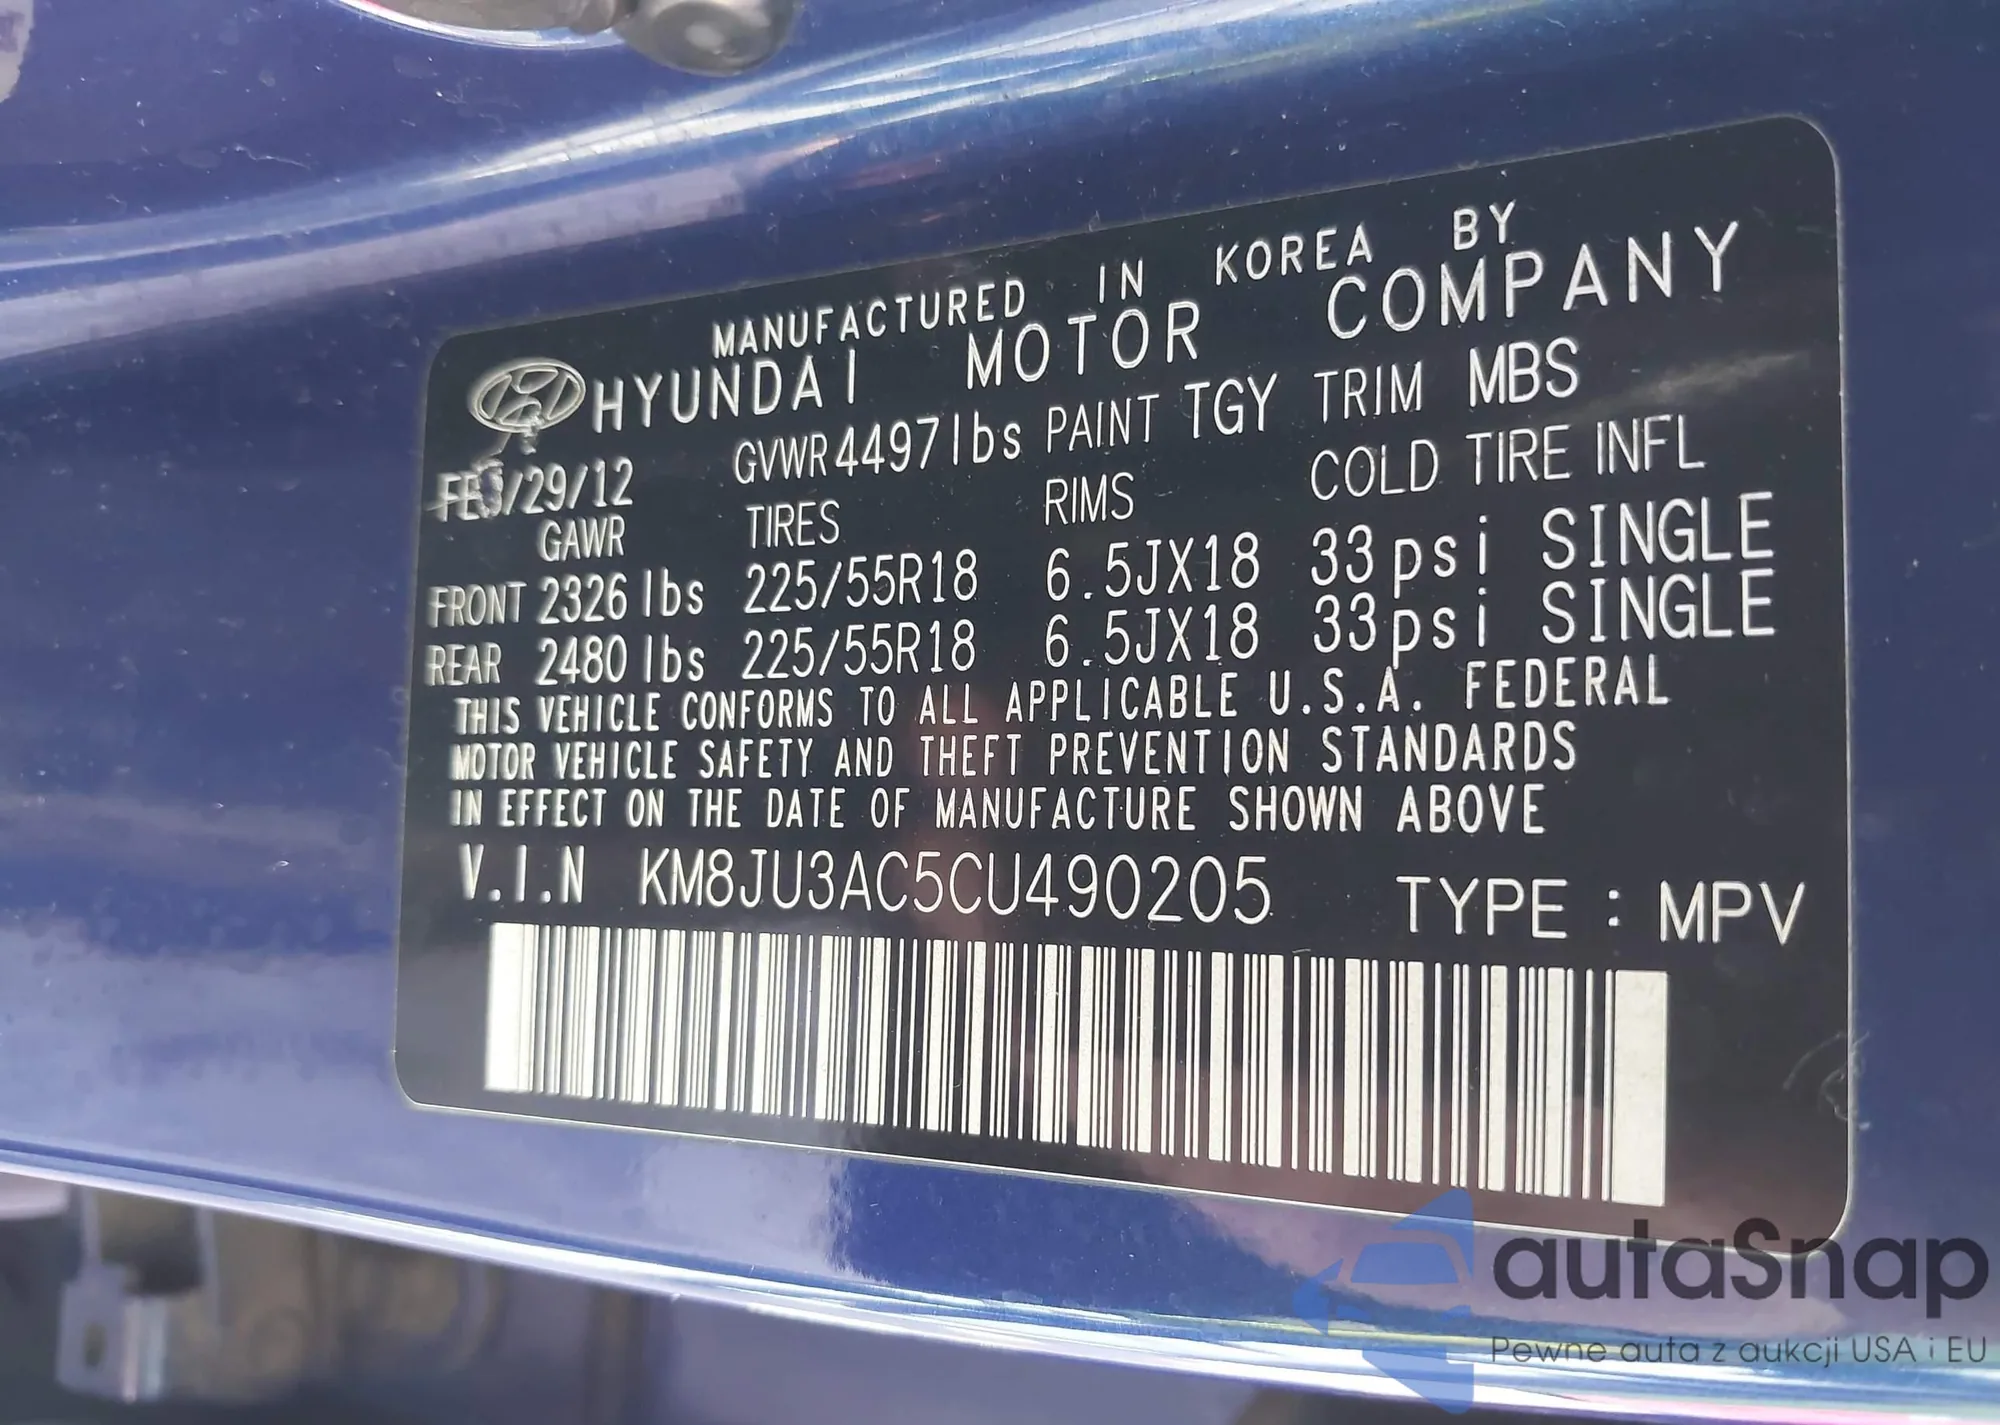 MANUFACTURED IN KOREA BY
HYUNDAI MOTOR COMPANY
FEB/29/12 GVWR 4497lbs PAINT TGY TRIM MBS
GAWR TIRES RIMS COLD TIRE INFL
FRONT 2326 lbs 225/55R18 6.5JX18 33psi SINGLE
REAR 2480 lbs 225/55R18 6.5JX18 33psi SINGLE
THIS VEHICLE CONFORMS TO ALL APPLICABLE U.S.A. FEDERAL
MOTOR VEHICLE SAFETY AND THEFT PREVENTION STANDARDS
IN EFFECT ON THE DATE OF MANUFACTURE SHOWN ABOVE
V.I.N KM8JU3AC5CU490205 TYPE : MPV
autaSnap
Pewne auta z aukcji USA i EU